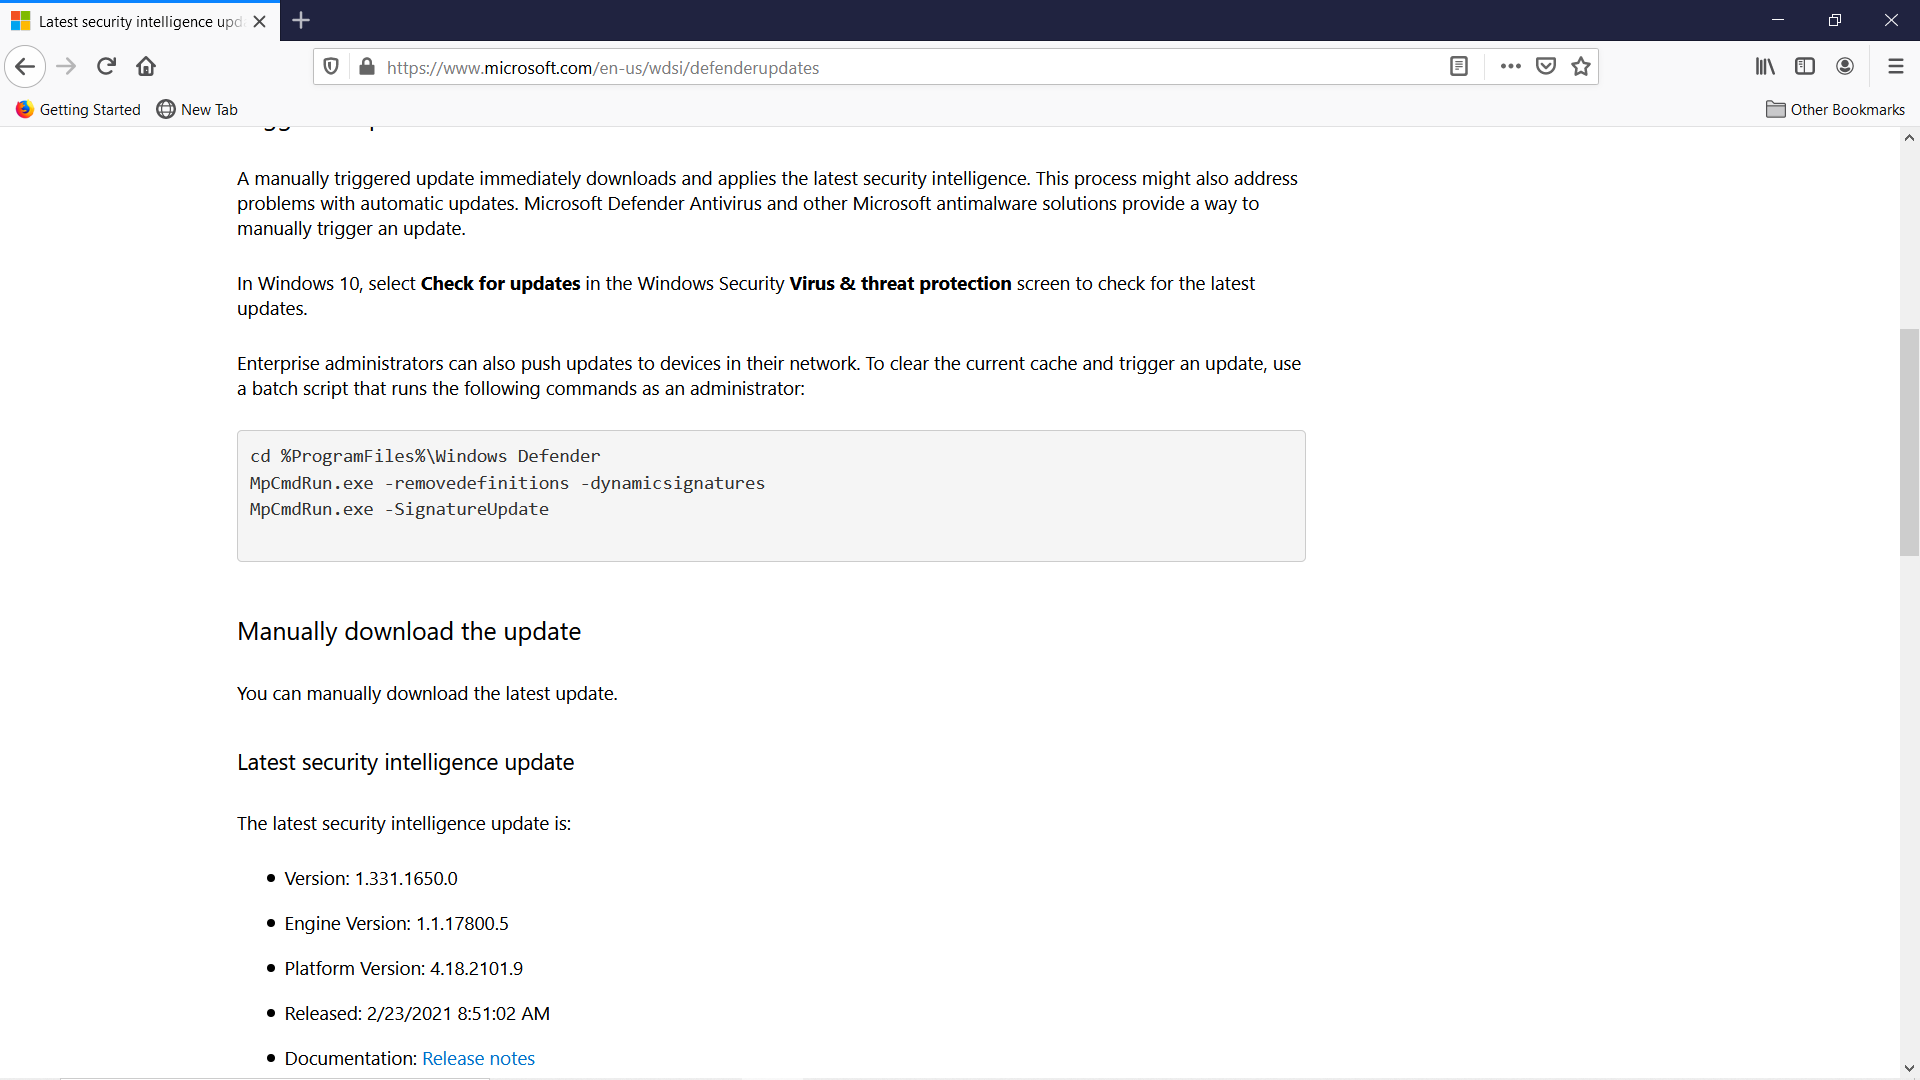 Latest security intelligence upd
https://www.microsoft.com/en-us/wdsi/defenderupdates
Getting Started
New Tab
Other Bookmarks
A manually triggered update immediately downloads and applies the latest security intelligence. This process might also address
problems with automatic updates. Microsoft Defender Antivirus and other Microsoft antimalware solutions provide a way to
manually trigger an update.
In Windows 10, select Check for updates in the Windows Security Virus & threat protection screen to check for the latest
updates.
Enterprise administrators can also push updates to devices in their network. To clear the current cache and trigger an update, use
a batch script that runs the following commands as an administrator:
cd %ProgramFiles%\Windows Defender
MpCmdRun.exe -removedefinitions -dynamicsignatures
MpCmdRun.exe -SignatureUpdate
Manually download the update
You can manually download the latest update.
Latest security intelligence update
The latest security intelligence update is:
• Version: 1.331.1650.0
• Engine Version: 1.1.17800.5
• Platform Version: 4.18.2101.9
• Released: 2/23/2021 8:51:02 AM
• Documentation: Release notes